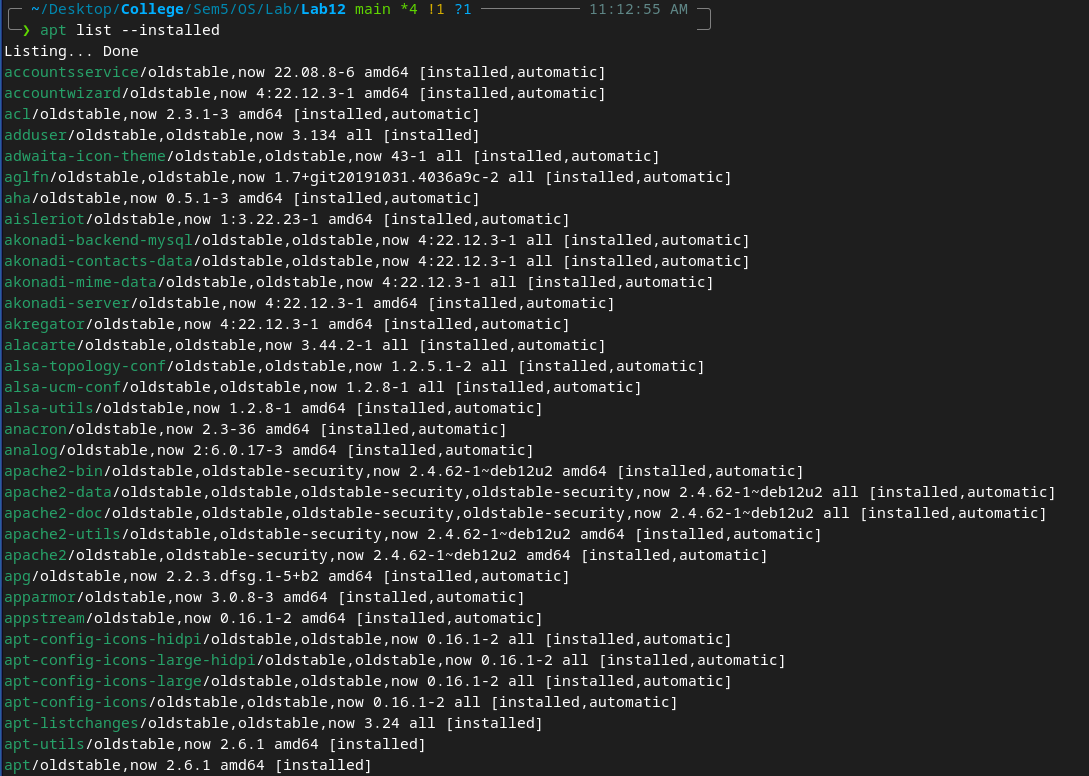 ~/Desktop/College/Sem5/OS/Lab/Lab12 main *4 !1 ?1 11:12:55 AM
❯ apt list --installed
Listing... Done
accountsservice/oldstable,now 22.08.8-6 amd64 [installed,automatic]
accountwizard/oldstable,now 4:22.12.3-1 amd64 [installed,automatic]
acl/oldstable,now 2.3.1-3 amd64 [installed,automatic]
adduser/oldstable,oldstable,now 3.134 all [installed]
adwaita-icon-theme/oldstable,oldstable,now 43-1 all [installed,automatic]
aglfn/oldstable,oldstable,now 1.7+git20191031.4036a9c-2 all [installed,automatic]
aha/oldstable,now 0.5.1-3 amd64 [installed,automatic]
aisleriot/oldstable,now 1:3.22.23-1 amd64 [installed,automatic]
akonadi-backend-mysql/oldstable,oldstable,now 4:22.12.3-1 all [installed,automatic]
akonadi-contacts-data/oldstable,oldstable,now 4:22.12.3-1 all [installed,automatic]
akonadi-mime-data/oldstable,oldstable,now 4:22.12.3-1 all [installed,automatic]
akonadi-server/oldstable,now 4:22.12.3-1 amd64 [installed,automatic]
akregator/oldstable,now 4:22.12.3-1 amd64 [installed,automatic]
alacarte/oldstable,oldstable,now 3.44.2-1 all [installed,automatic]
alsa-topology-conf/oldstable,oldstable,now 1.2.5.1-2 all [installed,automatic]
alsa-ucm-conf/oldstable,oldstable,now 1.2.8-1 all [installed,automatic]
alsa-utils/oldstable,now 1.2.8-1 amd64 [installed,automatic]
anacron/oldstable,now 2.3-36 amd64 [installed,automatic]
analog/oldstable,now 2:6.0.17-3 amd64 [installed,automatic]
apache2-bin/oldstable,oldstable-security,now 2.4.62-1~deb12u2 amd64 [installed,automatic]
apache2-data/oldstable,oldstable,oldstable-security,oldstable-security,now 2.4.62-1~deb12u2 all [installed,automatic]
apache2-doc/oldstable,oldstable,oldstable-security,oldstable-security,now 2.4.62-1~deb12u2 all [installed,automatic]
apache2-utils/oldstable,oldstable-security,now 2.4.62-1~deb12u2 amd64 [installed,automatic]
apache2/oldstable,oldstable-security,now 2.4.62-1~deb12u2 amd64 [installed,automatic]
apg/oldstable,now 2.2.3.dfsg.1-5+b2 amd64 [installed,automatic]
apparmor/oldstable,now 3.0.8-3 amd64 [installed,automatic]
appstream/oldstable,now 0.16.1-2 amd64 [installed,automatic]
apt-config-icons-hidpi/oldstable,oldstable,now 0.16.1-2 all [installed,automatic]
apt-config-icons-large-hidpi/oldstable,oldstable,now 0.16.1-2 all [installed,automatic]
apt-config-icons-large/oldstable,oldstable,now 0.16.1-2 all [installed,automatic]
apt-config-icons/oldstable,oldstable,now 0.16.1-2 all [installed,automatic]
apt-listchanges/oldstable,oldstable,now 3.24 all [installed]
apt-utils/oldstable,now 2.6.1 amd64 [installed]
apt/oldstable,now 2.6.1 amd64 [installed]